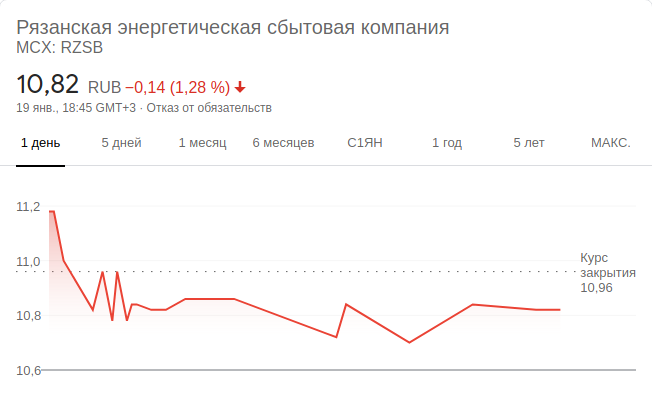 Рязанская энергетическая сбытовая компания
MCX: RZSB
10,82 RUB −0,14 (1,28 %)
19 янв., 18:45 GMT+3 · Отказ от обязательств
1 день 5 дней 1 месяц 6 месяцев С1ЯН 1 год 5 лет МАКС.
11,2
11,0
10,8
10,6
Курс
закрытия
10,96